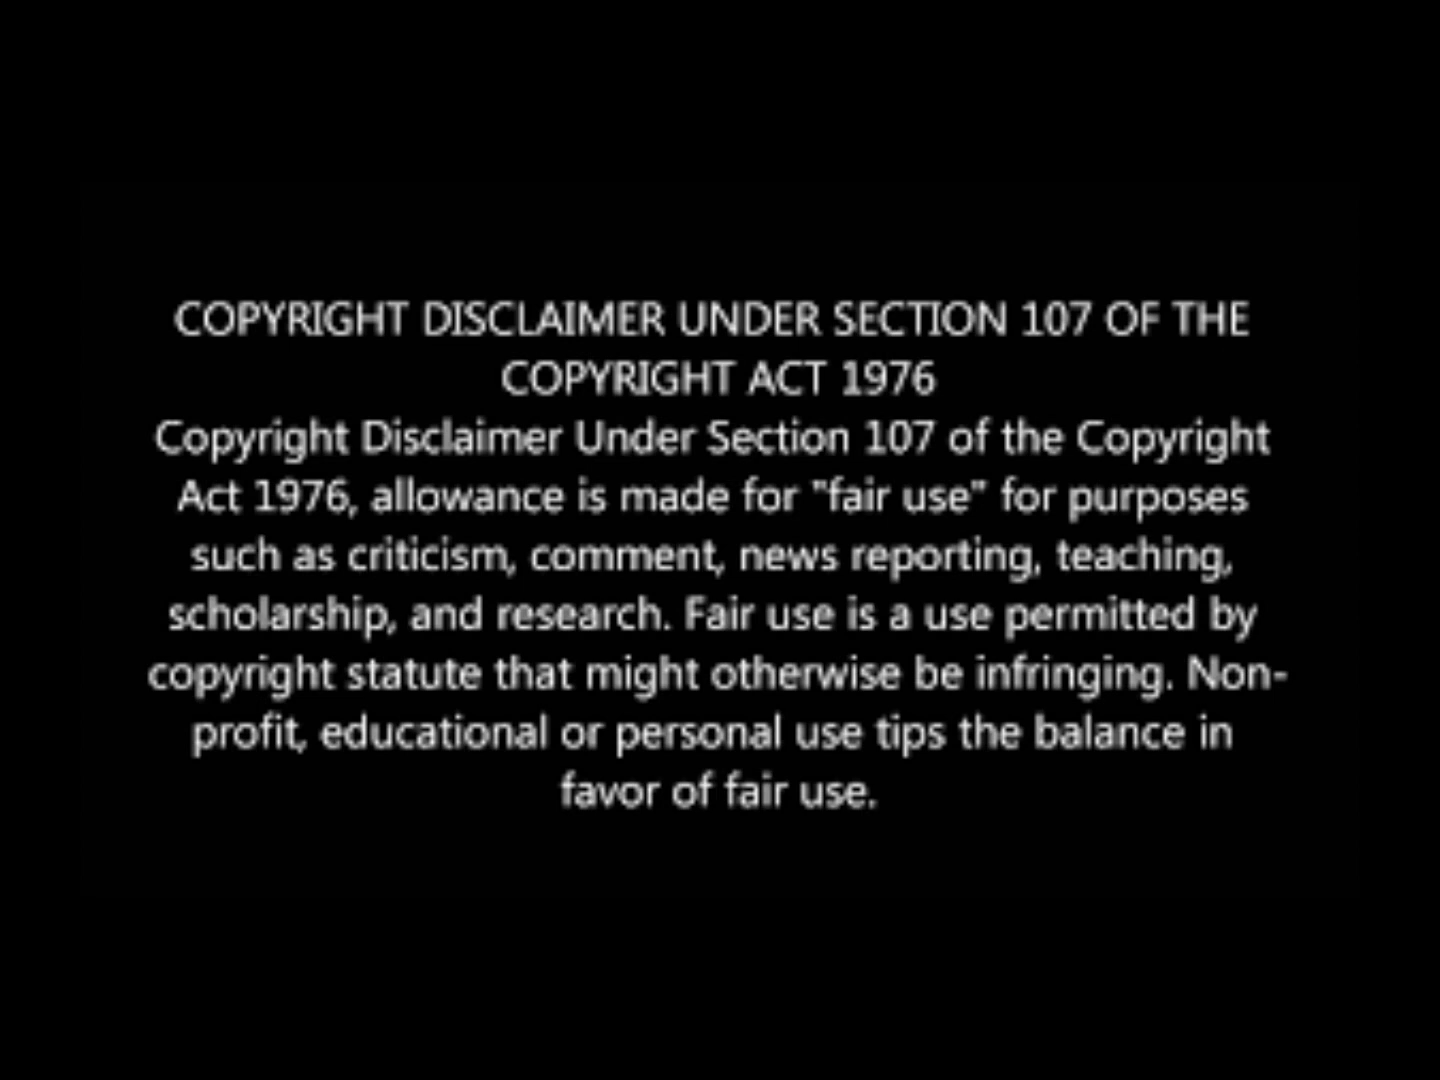 COPYRIGHT DISCLAIMER UNDER SECTION 107 OF THE
COPYRIGHT ACT 1976
Copyright Disclaimer Under Section 107 of the Copyright
Act 1976, allowance is made for "fair use" for purposes
such as criticism, comment, news reporting, teaching,
scholarship, and research. Fair use is a use permitted by
copyright statute that might otherwise be infringing. Non-
profit, educational or personal use tips the balance in
favor of fair use.